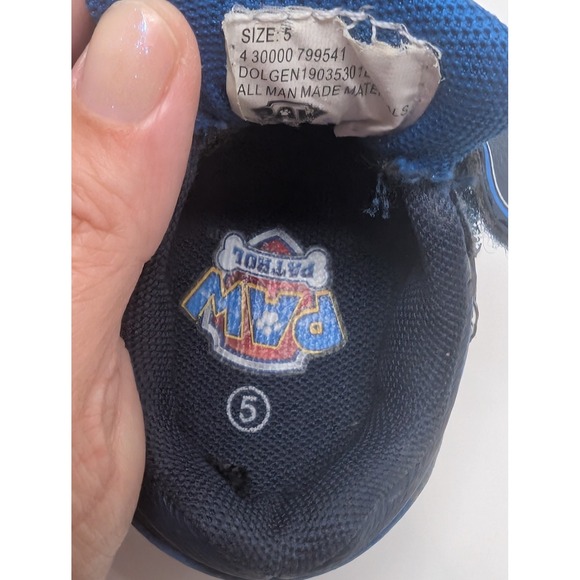 SIZE: 5
4 30000 799541
DOLGEN19035301
ALL MAN MADE
PAW
PATROL
5